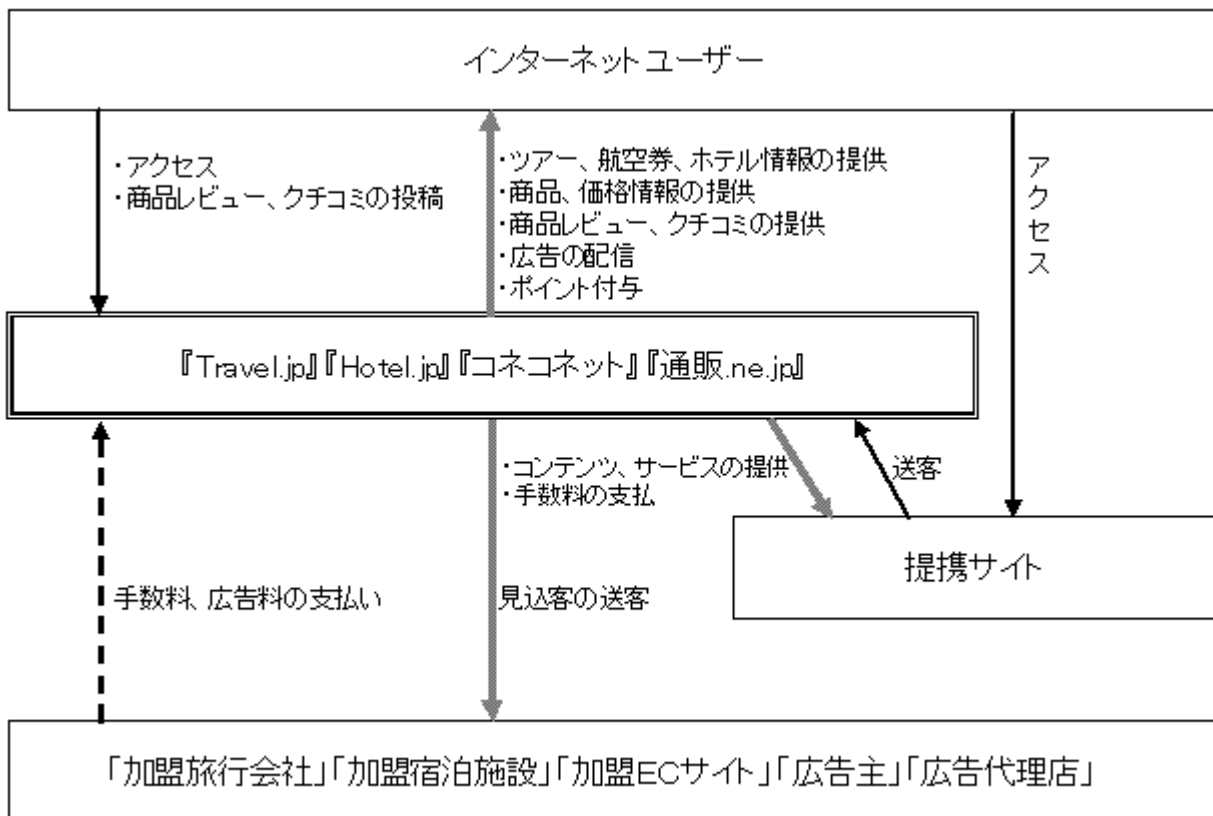 インターネットユーザー
・アクセス
・商品レビュー、クチコミの投稿
・ツアー、航空券、ホテル情報の提供
・商品、価格情報の提供
・商品レビュー、クチコミの提供
・広告の配信
・ポイント付与
アクセス
『Travel.jp』『Hotel.jp』『コネコネット』『通販.ne.jp』
・コンテンツ、サービスの提供
・手数料の支払
送客
提携サイト
手数料、広告料の支払い
見込客の送客
「加盟旅行会社」「加盟宿泊施設」「加盟ECサイト」「広告主」「広告代理店」